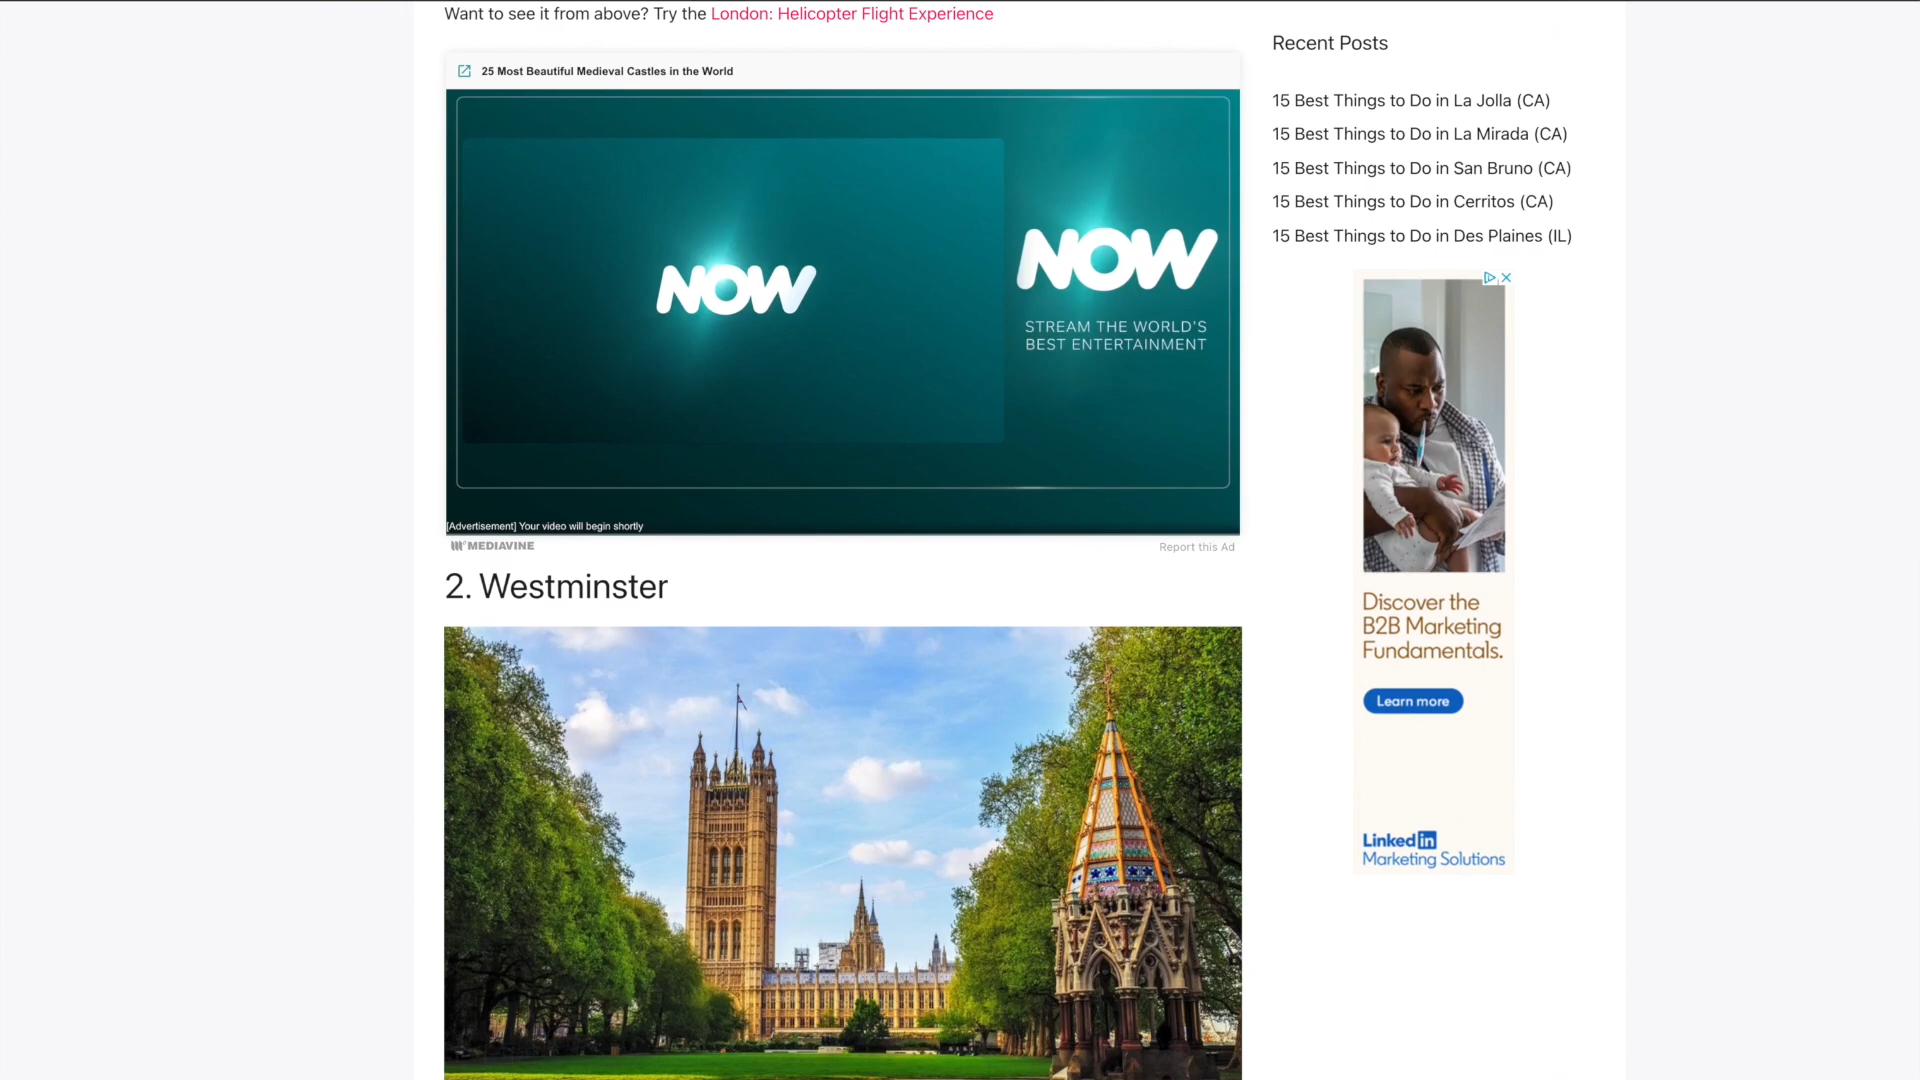 Want to see it from above? Try the London: Helicopter Flight Experience
25 Most Beautiful Medieval Castles in the World
NOW
NOW
STREAM THE WORLD'S
BEST ENTERTAINMENT
[Advertisement] Your video will begin shortly
MEDIAVINE
Report this Ad
2. Westminster
Recent Posts
15 Best Things to Do in La Jolla (CA)
15 Best Things to Do in La Mirada (CA)
15 Best Things to Do in San Bruno (CA)
15 Best Things to Do in Cerritos (CA)
15 Best Things to Do in Des Plaines (IL)
Discover the
B2B Marketing
Fundamentals.
Learn more
Linked in
Marketing Solutions